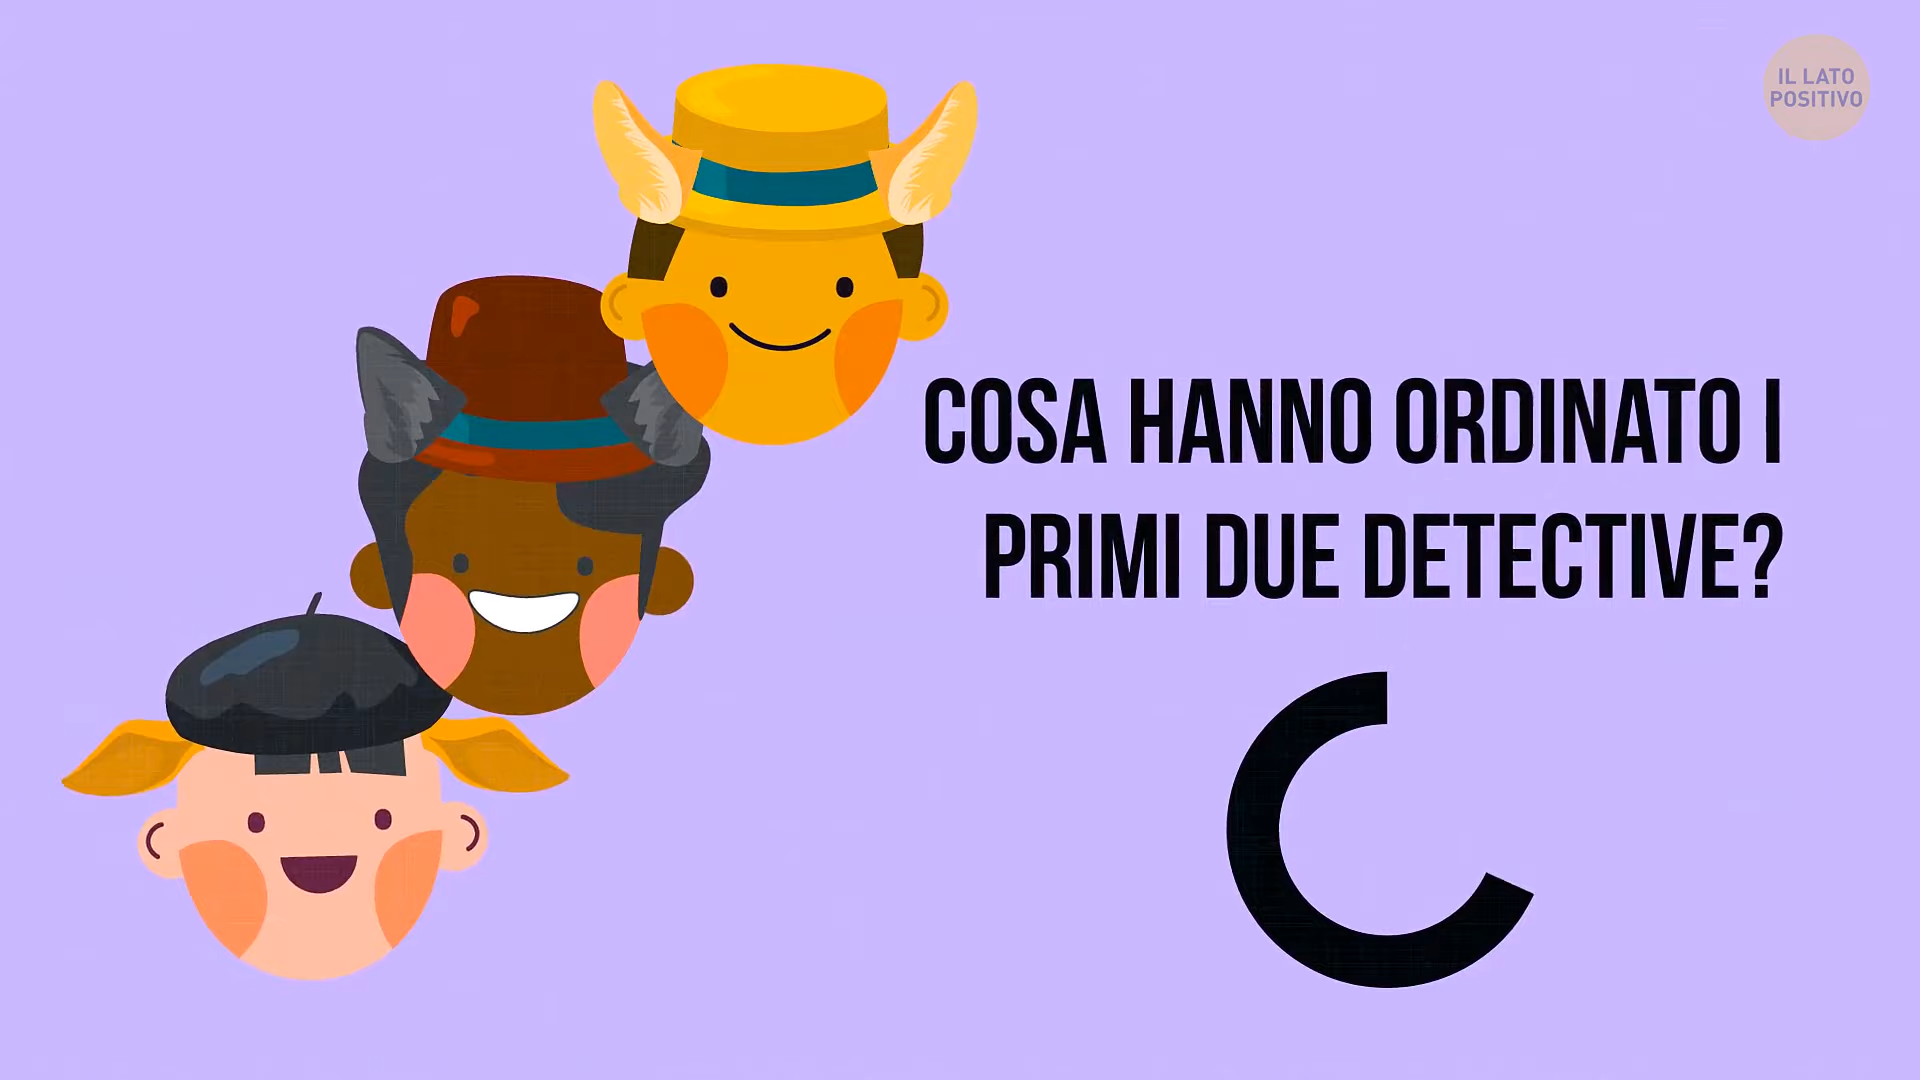 IL LATO
POSITIVO
COSA HANNO ORDINATO I
PRIMI DUE DETECTIVE?